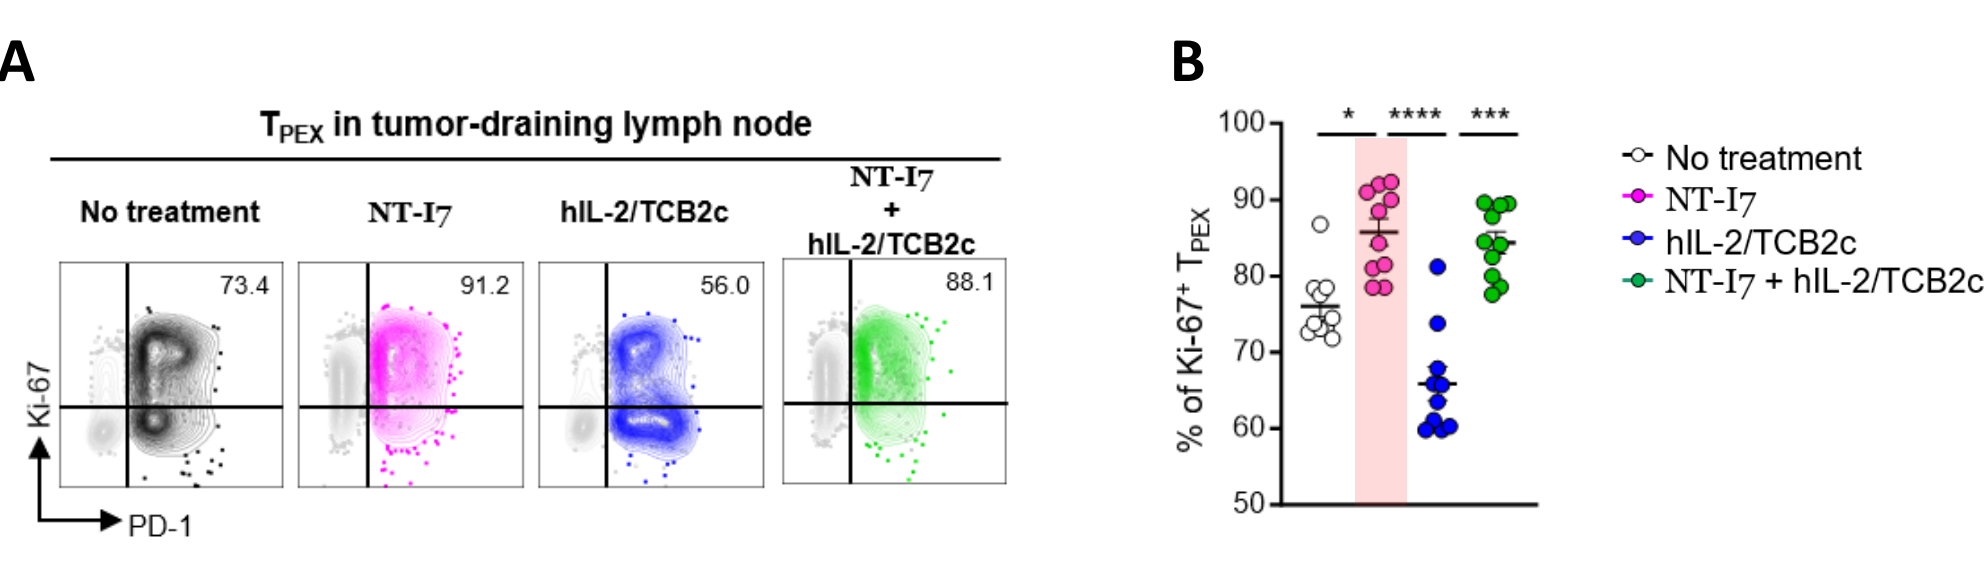 A
T_PEX in tumor-draining lymph node
No treatment
NT-I7
hIL-2/TCB2c
NT-I7
+
hIL-2/TCB2c
73.4
91.2
56.0
88.1
Ki-67
PD-1
B
* **** ***
100
90
80
70
60
50
% of Ki-67⁺ T_PEX
No treatment
NT-I7
hIL-2/TCB2c
NT-I7 + hIL-2/TCB2c